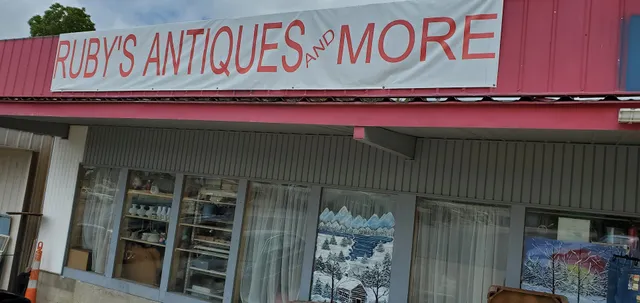 RUBY'S ANTIQUES AND MORE